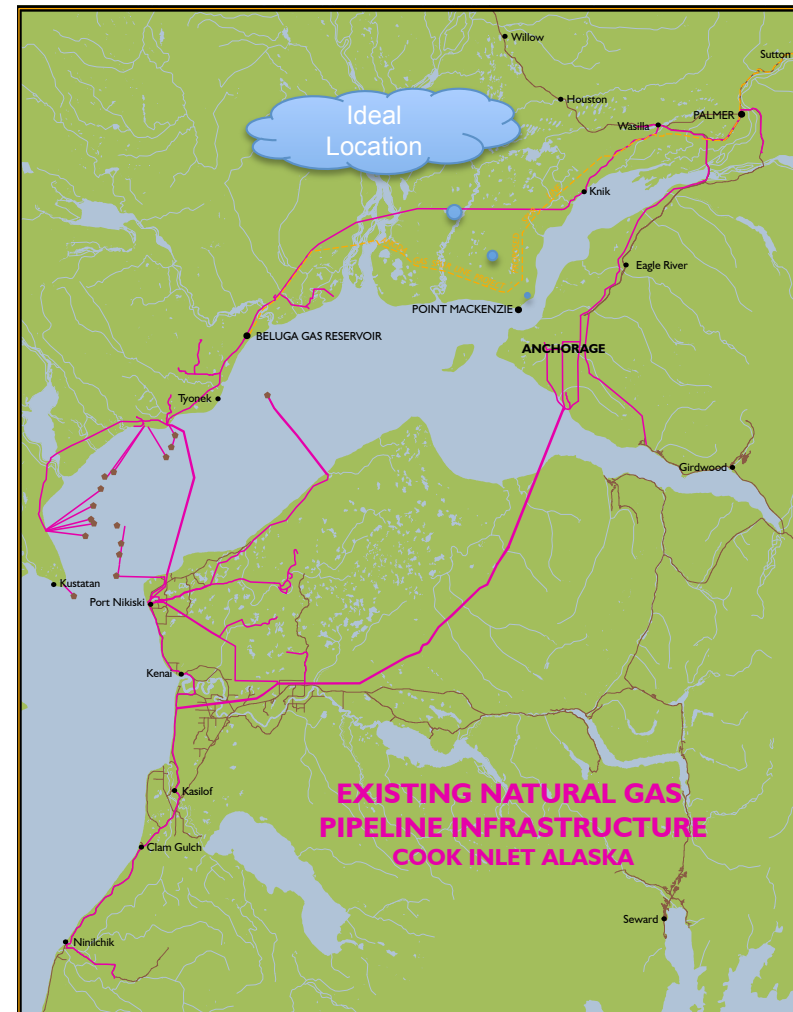 Willow
Sutton
Houston
Ideal
Location
PALMER
Wasilla
Knik
Eagle River
POINT MACKENZIE
BELUGA GAS RESERVOIR
ANCHORAGE
Tyonek
Girdwood
Kustatan
Port Nikiski
Kenai
Kasilof
EXISTING NATURAL GAS
PIPELINE INFRASTRUCTURE
COOK INLET ALASKA
Clam Gulch
Seward
Ninilchik